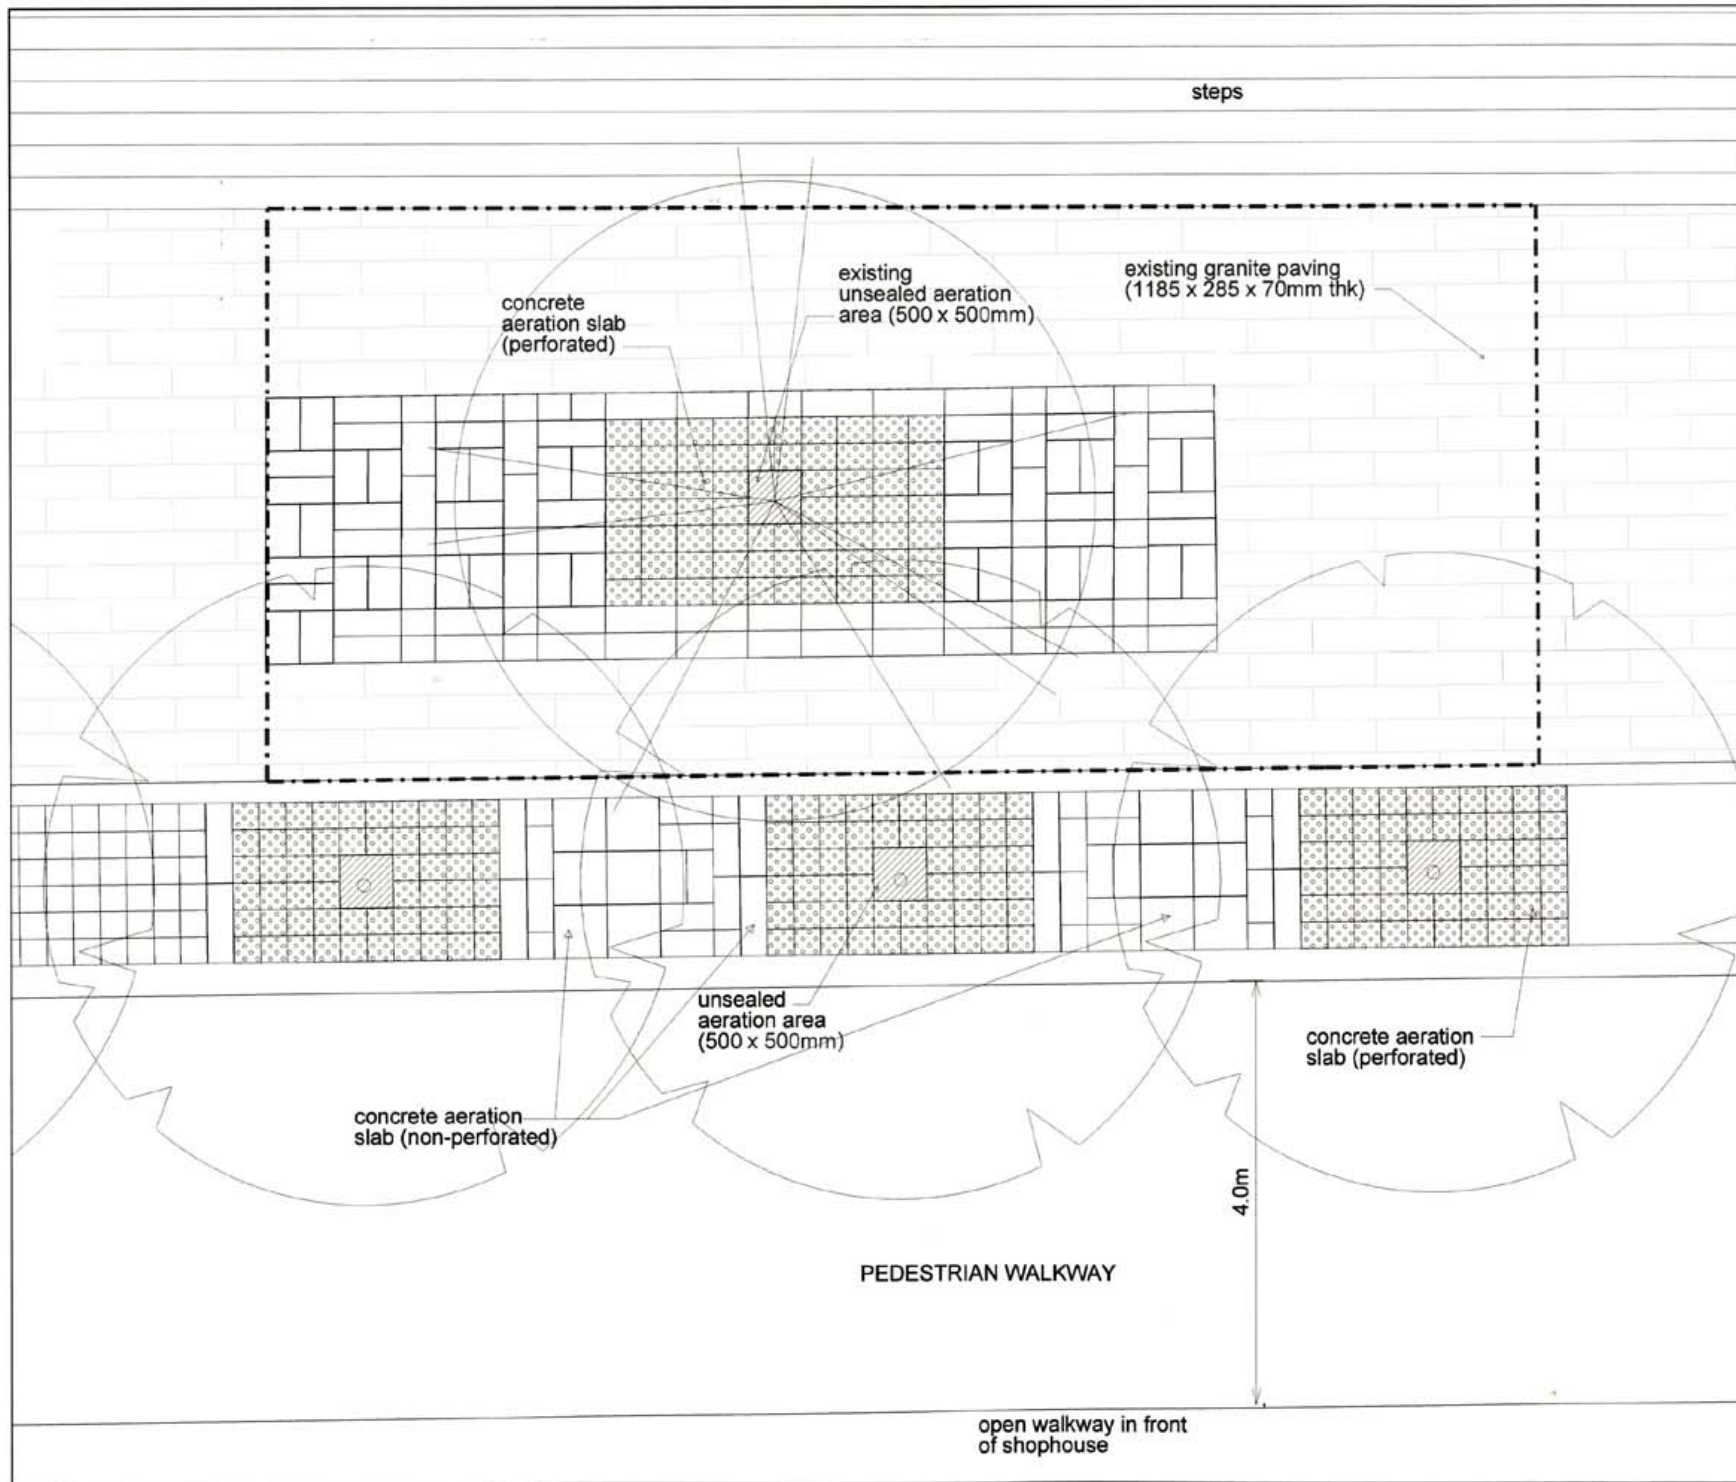 steps
existing
unsealed aeration
area (500 x 500mm)
existing granite paving
(1185 x 285 x 70mm thk)
concrete
aeration slab
(perforated)
unsealed
aeration area
(500 x 500mm)
concrete aeration
slab (perforated)
concrete aeration
slab (non-perforated)
4.0m
PEDESTRIAN WALKWAY
open walkway in front
of shophouse